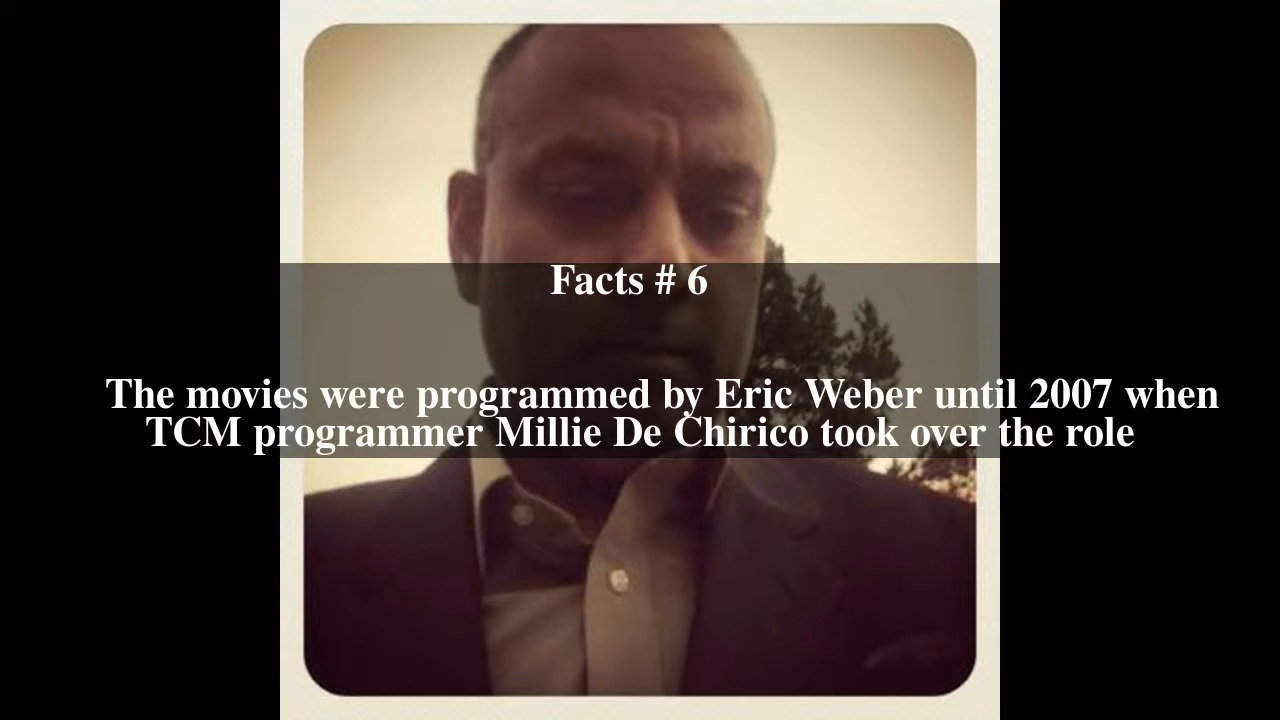 Facts # 6
The movies were programmed by Eric Weber until 2007 when
TCM programmer Millie De Chirico took over the role